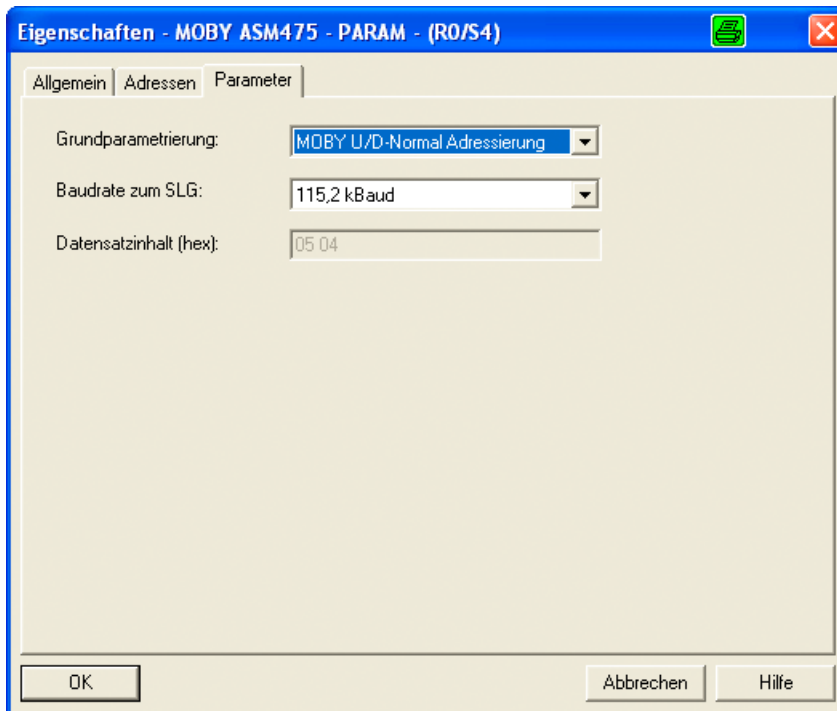 Eigenschaften - MOBY ASM475 - PARAM - (R0/S4)
Allgemein Adressen Parameter
Grundparametrierung: MOBY U/D-Normal Adressierung
Baudrate zum SLG: 115,2 kBaud
Datensatzinhalt (hex): 05 04
OK Abbrechen Hilfe